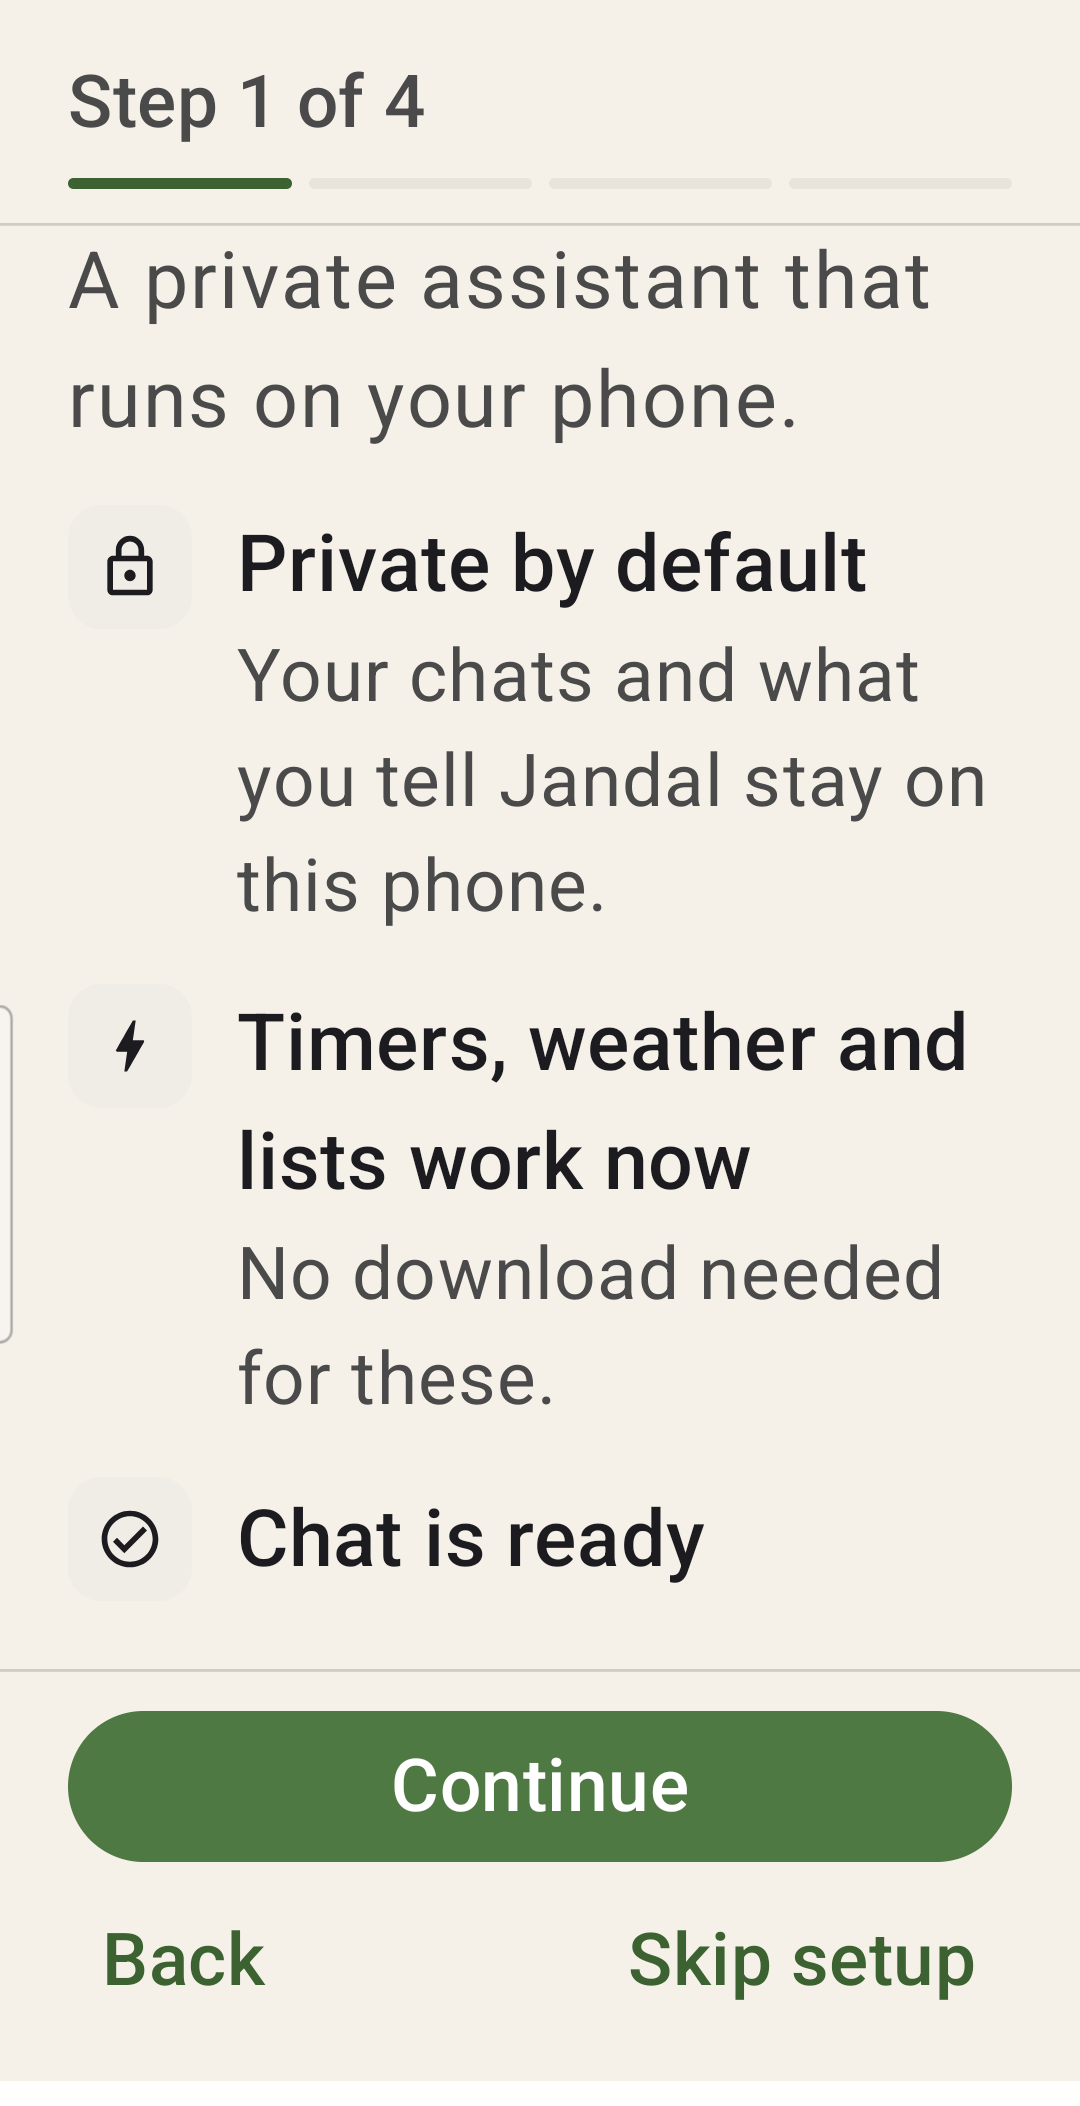 Step 1 of 4
A private assistant that
runs on your phone.
Private by default
Your chats and what
you tell Jandal stay on
this phone.
Timers, weather and
lists work now
No download needed
for these.
Chat is ready
Continue
Back
Skip setup